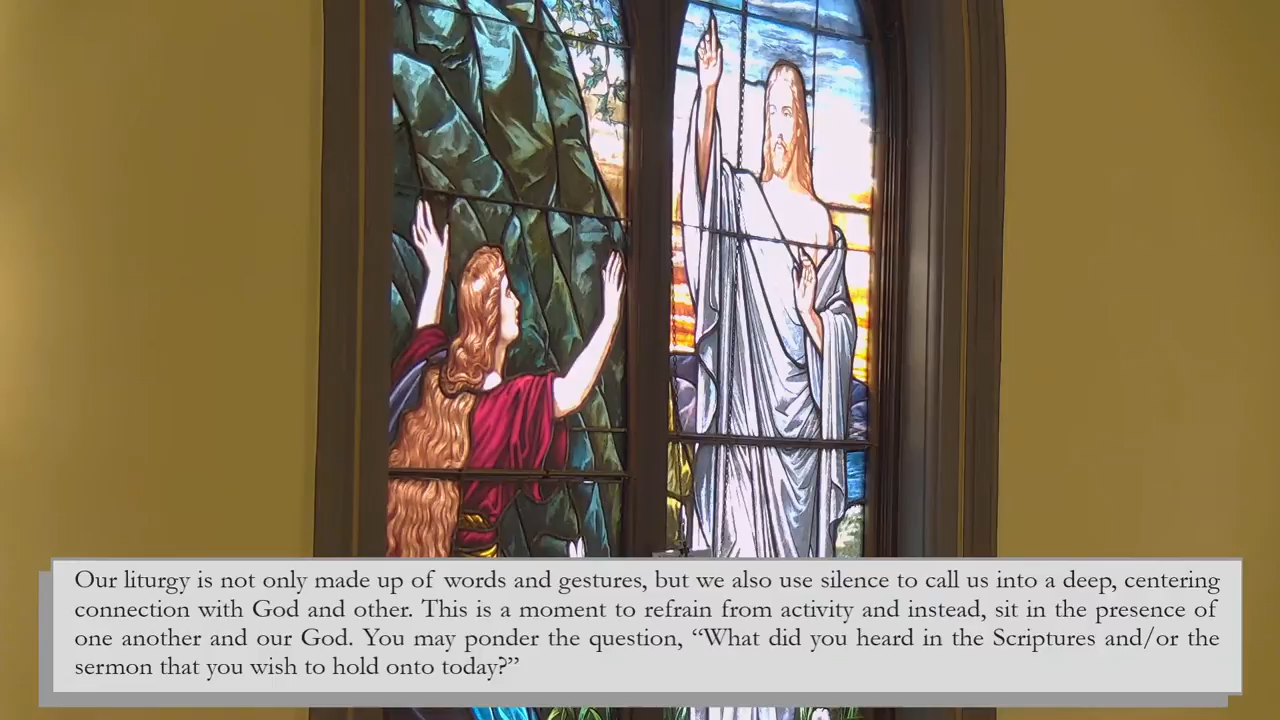 Our liturgy is not only made up of words and gestures, but we also use silence to call us into a deep, centering
connection with God and other. This is a moment to refrain from activity and instead, sit in the presence of
one another and our God. You may ponder the question, “What did you heard in the Scriptures and/or the
sermon that you wish to hold onto today?”